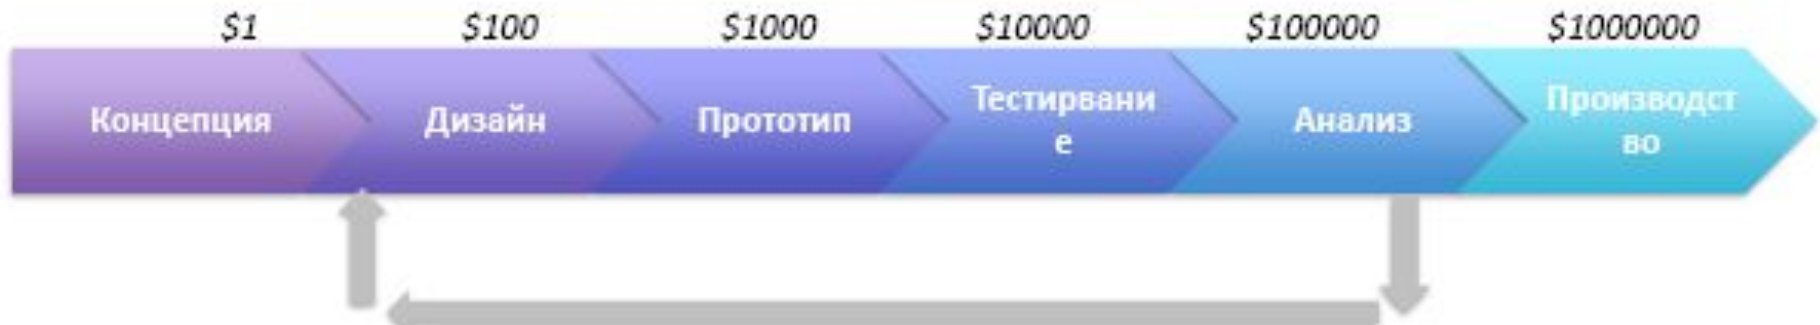 $1 $100 $1000 $10000 $100000 $1000000
Концепция
Дизайн
Прототип
Тестирвани
е
Анализ
Производст
во